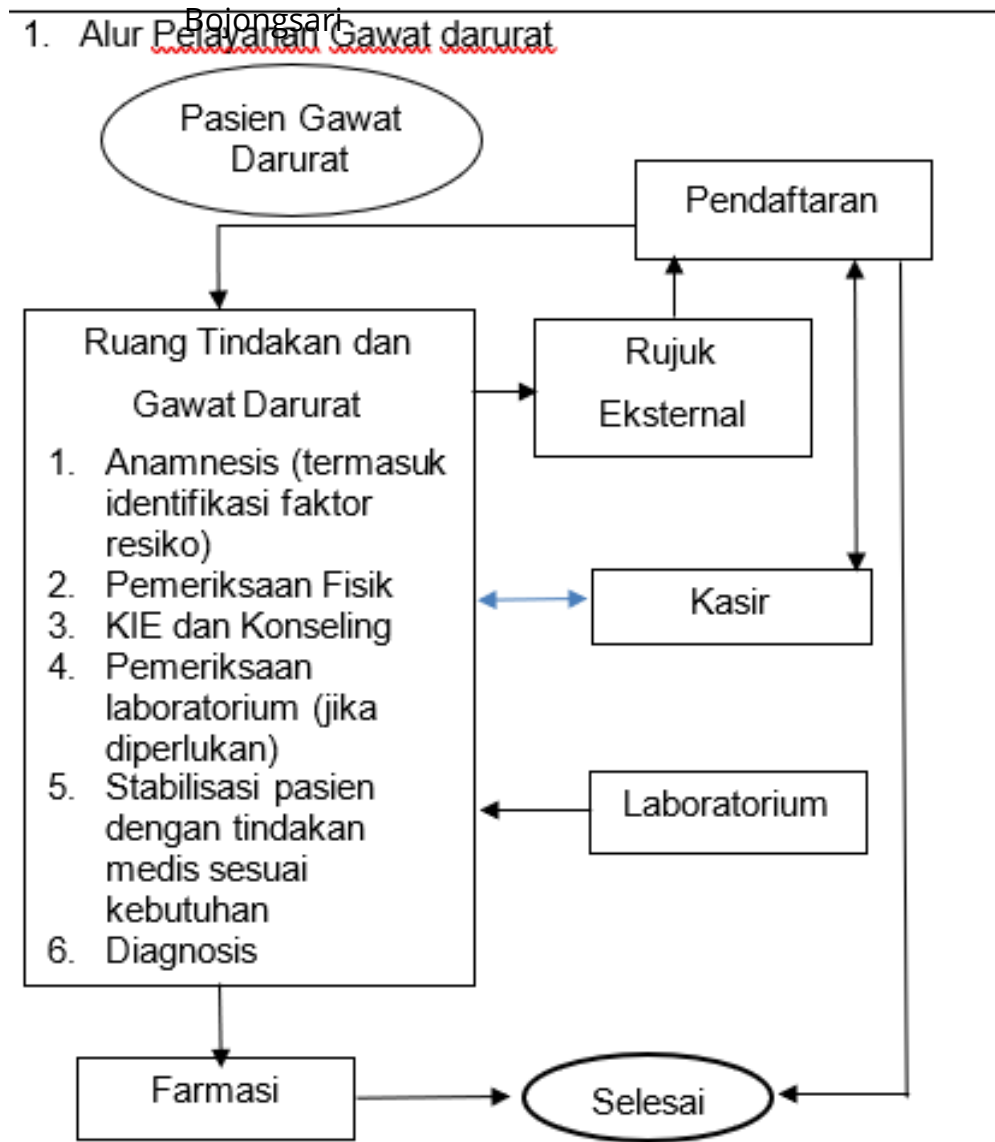 Bojongsari
1. Alur Pelayanan Gawat darurat
Pasien Gawat
Darurat
Pendaftaran
Ruang Tindakan dan
Gawat Darurat
1. Anamnesis (termasuk
identifikasi faktor
resiko)
2. Pemeriksaan Fisik
3. KIE dan Konseling
4. Pemeriksaan
laboratorium (jika
diperlukan)
5. Stabilisasi pasien
dengan tindakan
medis sesuai
kebutuhan
6. Diagnosis
Rujuk
Eksternal
Kasir
Laboratorium
Farmasi
Selesai